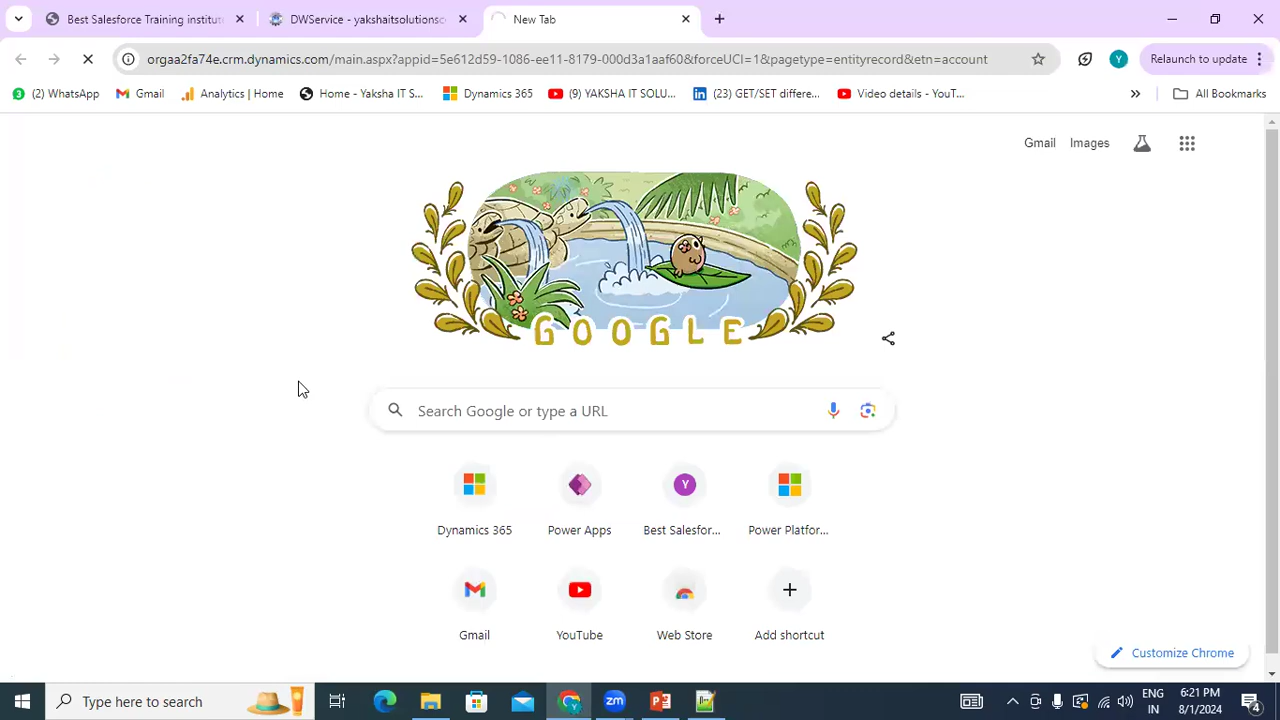 Best Salesforce Training institute
DWService - yakshaitsolutionsc
New Tab
orgaa2fa74e.crm.dynamics.com/main.aspx?appid=5e612d59-1086-ee11-8179-000d3a1aaf60&forceUCI=1&pagetype=entityrecord&etn=account
Y
Relaunch to update
(2) WhatsApp
Gmail
Analytics | Home
Home - Yaksha IT S...
Dynamics 365
(9) YAKSHA IT SOLU...
(23) GET/SET differe...
Video details - YouT...
All Bookmarks
Gmail
Images
GOOGLE
Search Google or type a URL
Y
Dynamics 365
Power Apps
Best Salesfor...
Power Platfor...
Gmail
YouTube
Web Store
Add shortcut
Customize Chrome
Type here to search
zm
ENG
IN
6:21 PM
8/1/2024
4